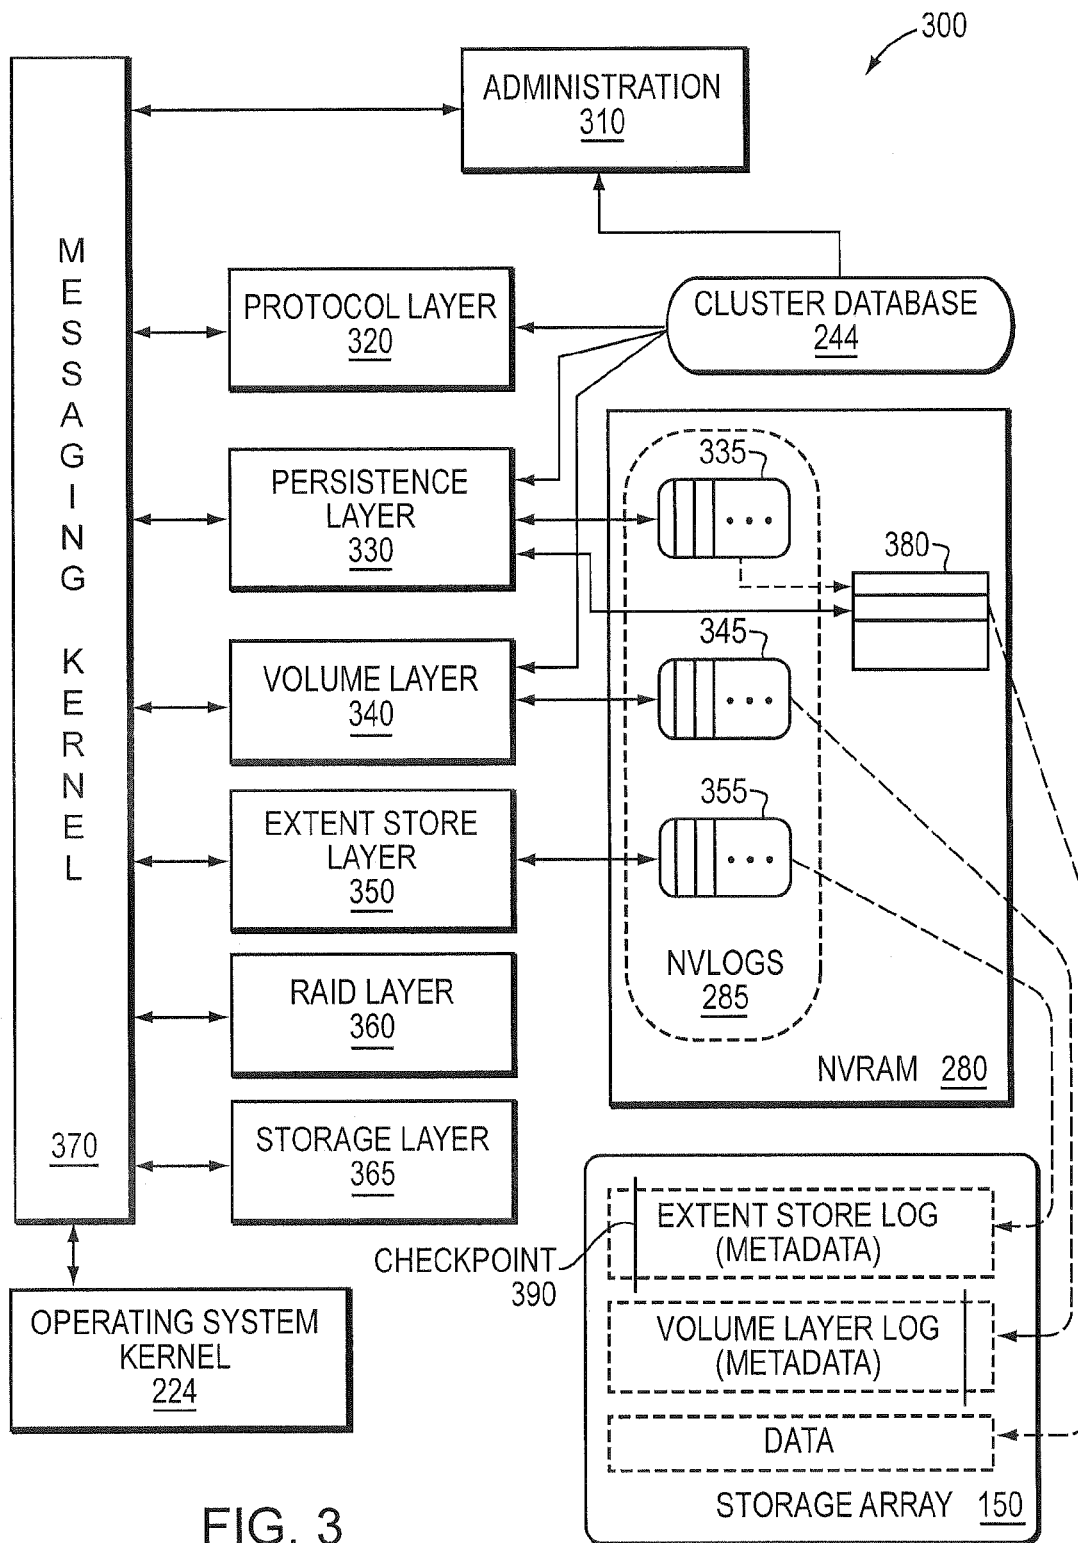 300
ADMINISTRATION
310
MESSAGING KERNEL
370
PROTOCOL LAYER
320
CLUSTER DATABASE
244
PERSISTENCE
LAYER
330
335
380
VOLUME LAYER
340
345
EXTENT STORE
LAYER
350
355
NVLOGS
285
RAID LAYER
360
NVRAM 280
STORAGE LAYER
365
EXTENT STORE LOG
(METADATA)
CHECKPOINT
390
VOLUME LAYER LOG
(METADATA)
DATA
STORAGE ARRAY 150
OPERATING SYSTEM
KERNEL
224
FIG. 3